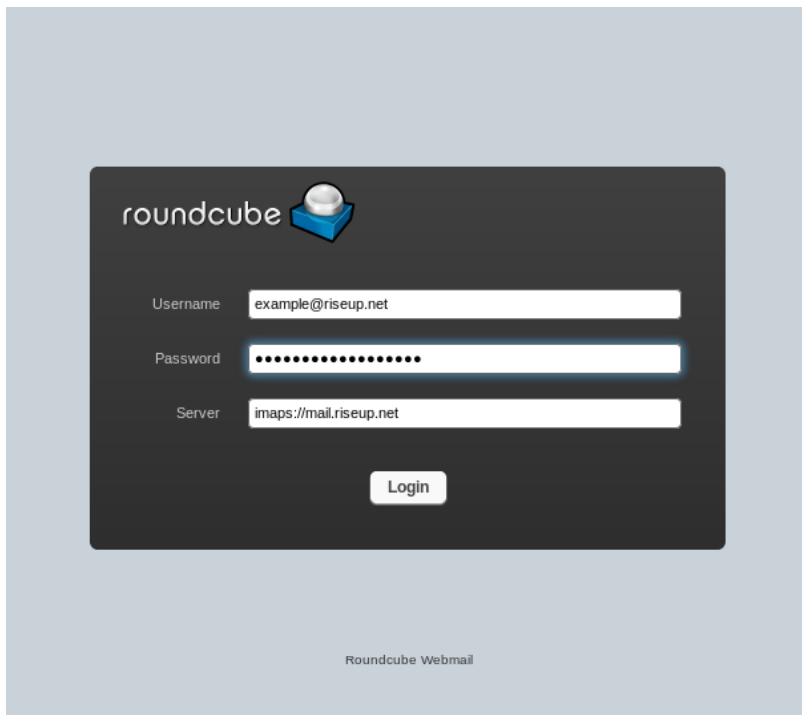 roundcube
Username example@riseup.net
Password ••••••••••••••••••
Server imaps://mail.riseup.net
Login
Roundcube Webmail